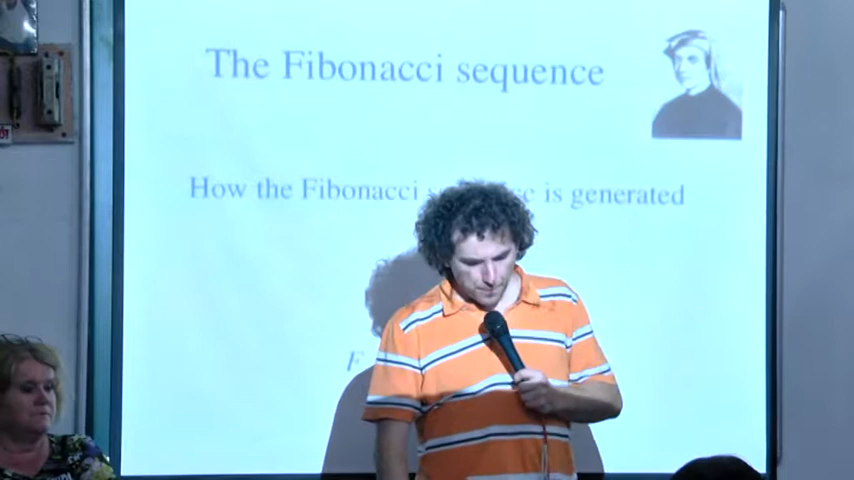 The Fibonacci sequence
How the Fibonacci is generated
F